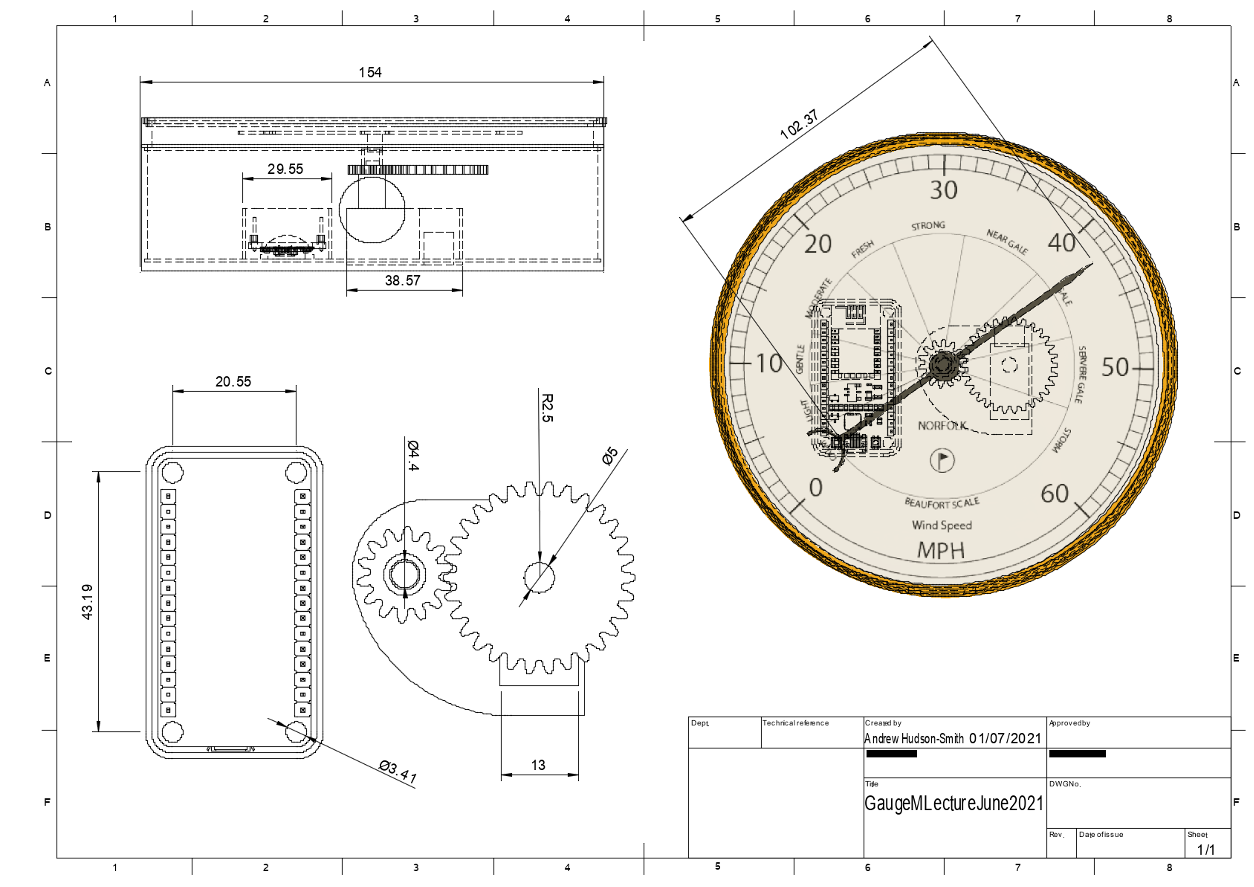 1 2 3 4 5 6 7 8
A A
154
102.37
29.55
B B
38.57
30
20
40
STRONG
FRESH
NEAR GALE
MODERATE
GENTLE
LIGHT
10
50
SERVERE GALE
STORM
NORFOLK
0
60
BEAUFORT SCALE
Wind Speed
MPH
C C
20.55
R2.5
Ø4.4
Ø5
D D
43.19
E E
Ø3.41
13
F F
Dept.
Technical reference
Created by
Approved by
Andrew Hudson-Smith 01/07/2021
Title
DWG No.
GaugeMLectureJune2021
Rev.
Date of issue
Sheet
1/1
1 2 3 4 5 6 7 8